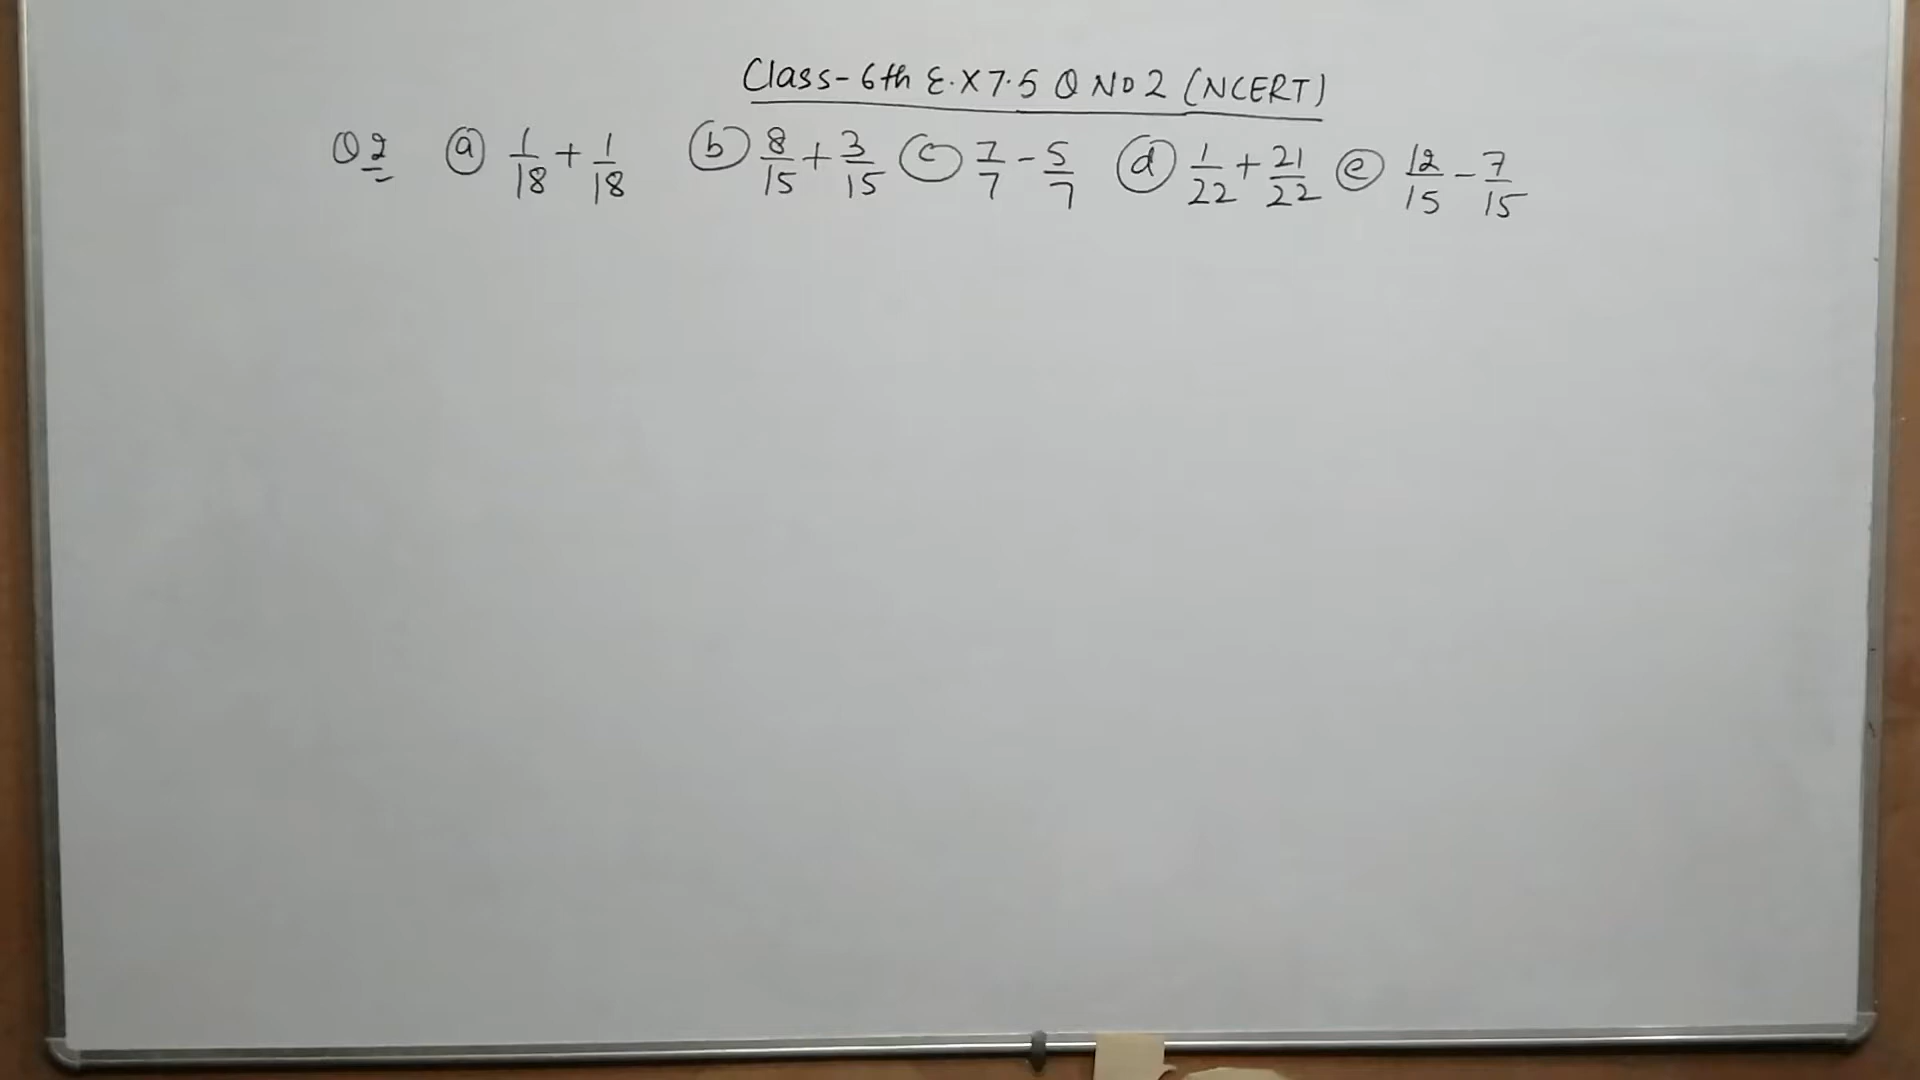 Class-6th E.X7.5 Q NO 2 (NCERT)
Q2 (a) 1/18 + 1/18 (b) 8/15 + 3/15 (c) 7/7 - 5/7 (d) 1/22 + 21/22 (e) 12/15 - 7/15